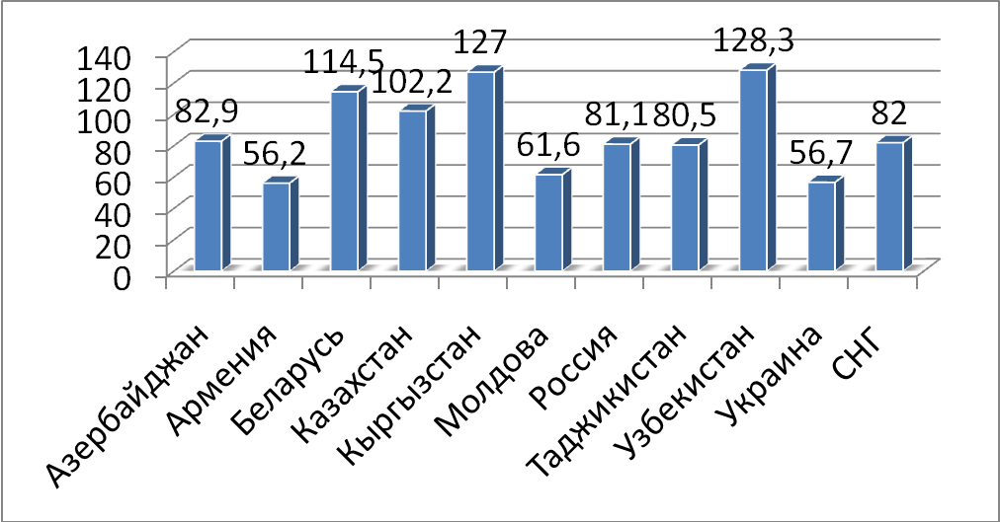 140
120
100
80
60
40
20
0
82,9
56,2
114,5
102,2
127
61,6
81,1
80,5
128,3
56,7
82
Азербайджан
Армения
Беларусь
Казахстан
Кыргызстан
Молдова
Россия
Таджикистан
Узбекистан
Украина
СНГ